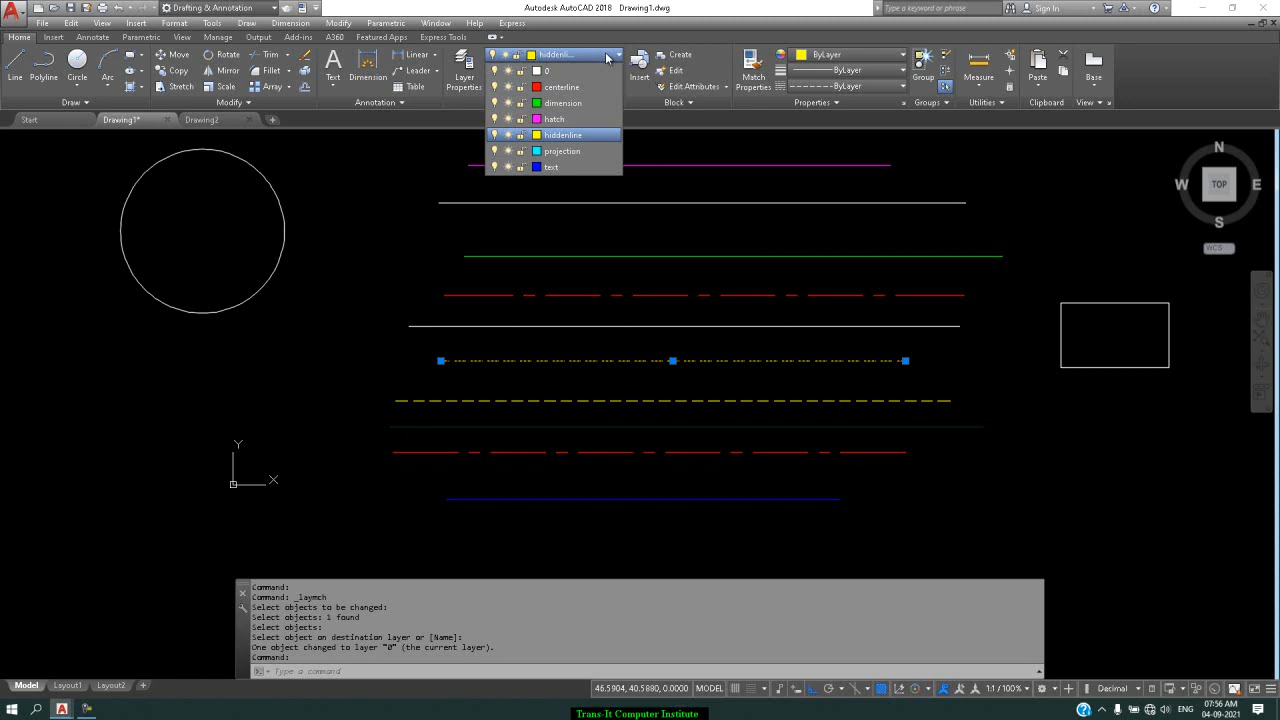 Drafting & Annotation
Autodesk AutoCAD 2018 Drawing1.dwg
Type a keyword or phrase
Sign In
File Edit View Insert Format Tools Draw Dimension Modify Parametric Window Help Express
Home Insert Annotate Parametric View Manage Output Add-ins A360 Featured Apps Express Tools
Line Polyline Circle Arc
Move Rotate Trim
Copy Mirror Fillet
Stretch Scale Array
Text Dimension
Linear
Leader
Table
Layer
Properties
hiddenli...
0
centerline
dimension
hatch
hiddenline
projection
text
Insert
Create
Edit
Edit Attributes
Match
Properties
ByLayer
ByLayer
ByLayer
Group
Measure
Paste
Base
Draw Modify Annotation Block Properties Groups Utilities Clipboard View
Start Drawing1* Drawing2
N
W TOP E
S
WCS
Y
X
Command:
Command: _laymch
Select objects to be changed:
Select objects: 1 found
Select objects:
Select object on destination layer or [Name]:
One object changed to layer "0" (the current layer).
Command:
Type a command
Model Layout1 Layout2
46.5904, 40.5880, 0.0000 MODEL
1:1 / 100%
Decimal
ENG
07:56 AM
04-09-2021
Trans-It Computer Institute